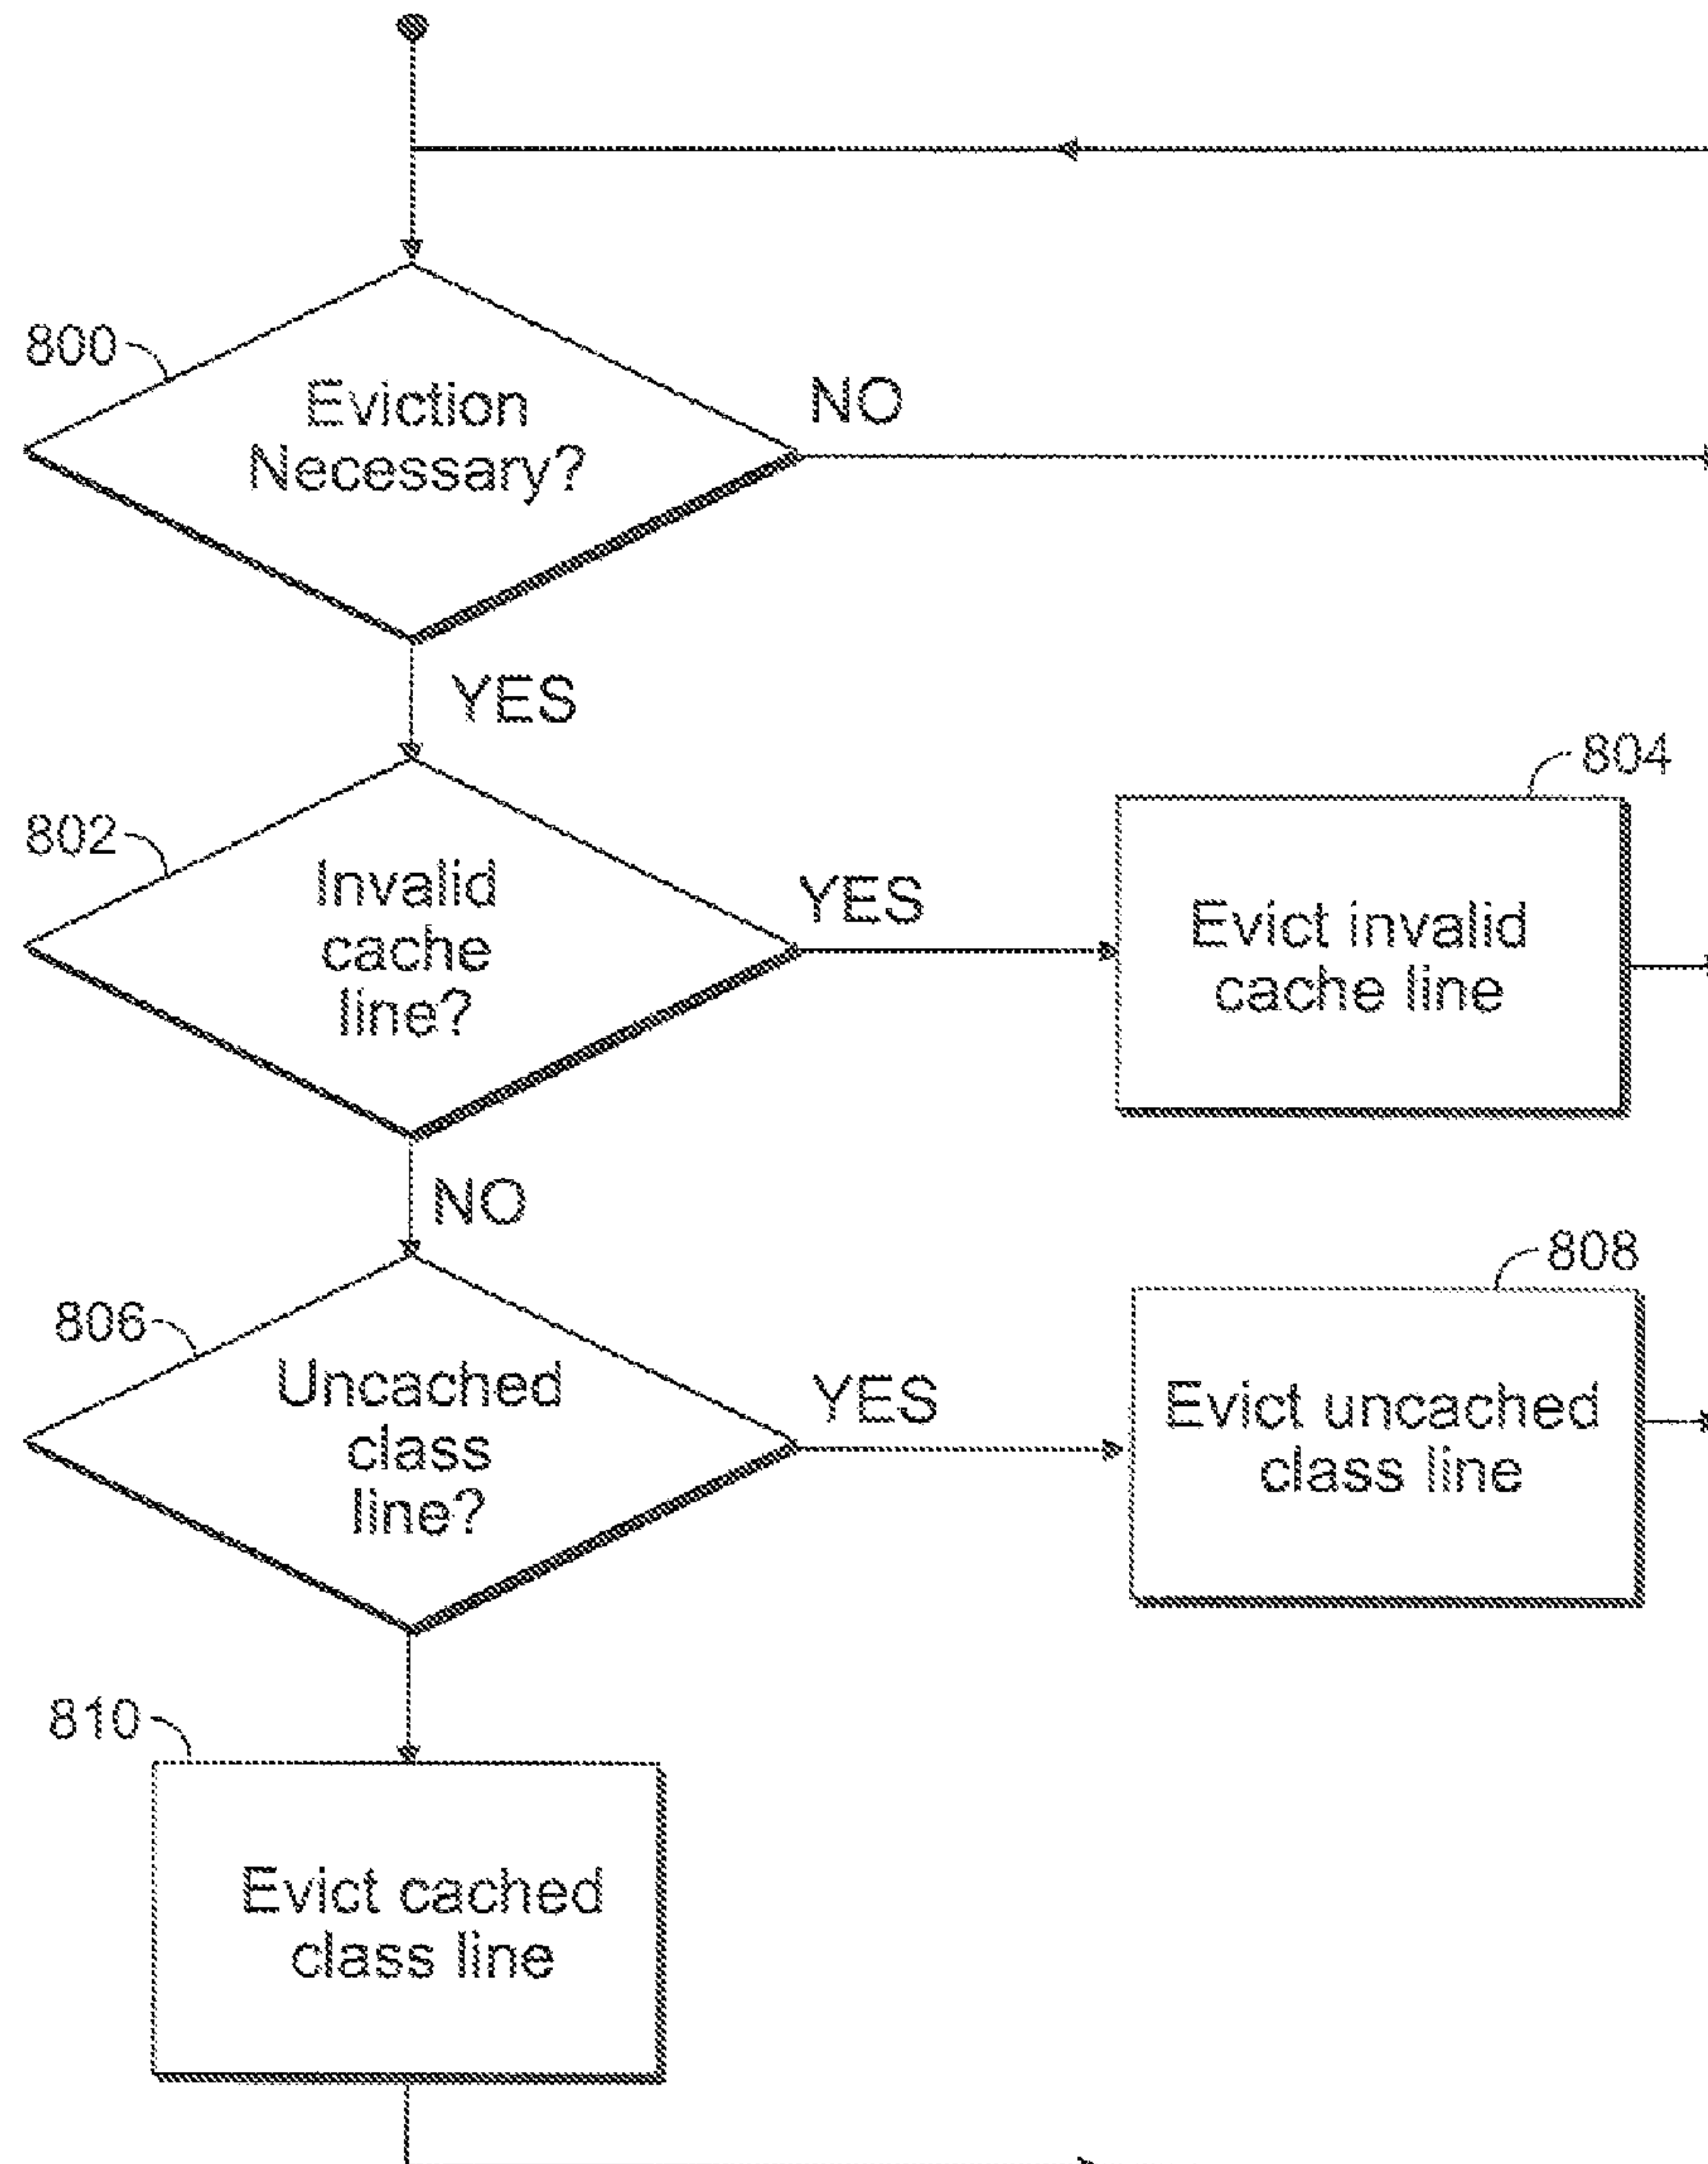 800
Eviction
Necessary?
NO
YES
802
Invalid
cache
line?
YES
804
Evict invalid
cache line
NO
806
Uncached
class
line?
YES
808
Evict uncached
class line
810
Evict cached
class line